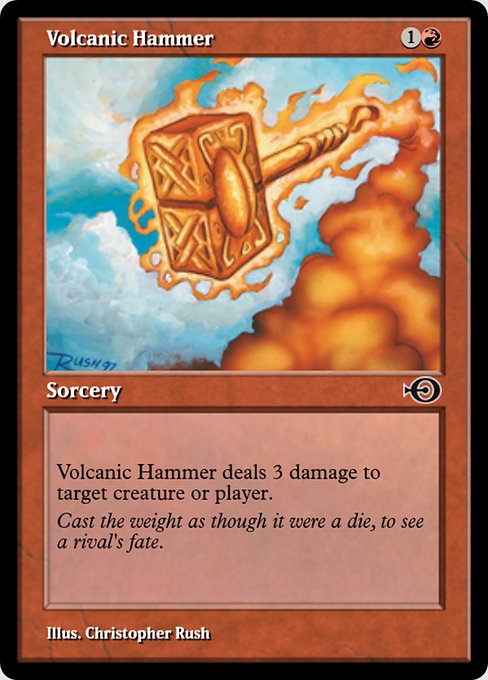 Volcanic Hammer 1
RUSH 97
Sorcery
Volcanic Hammer deals 3 damage to
target creature or player.
Cast the weight as though it were a die, to see
a rival's fate.
Illus. Christopher Rush